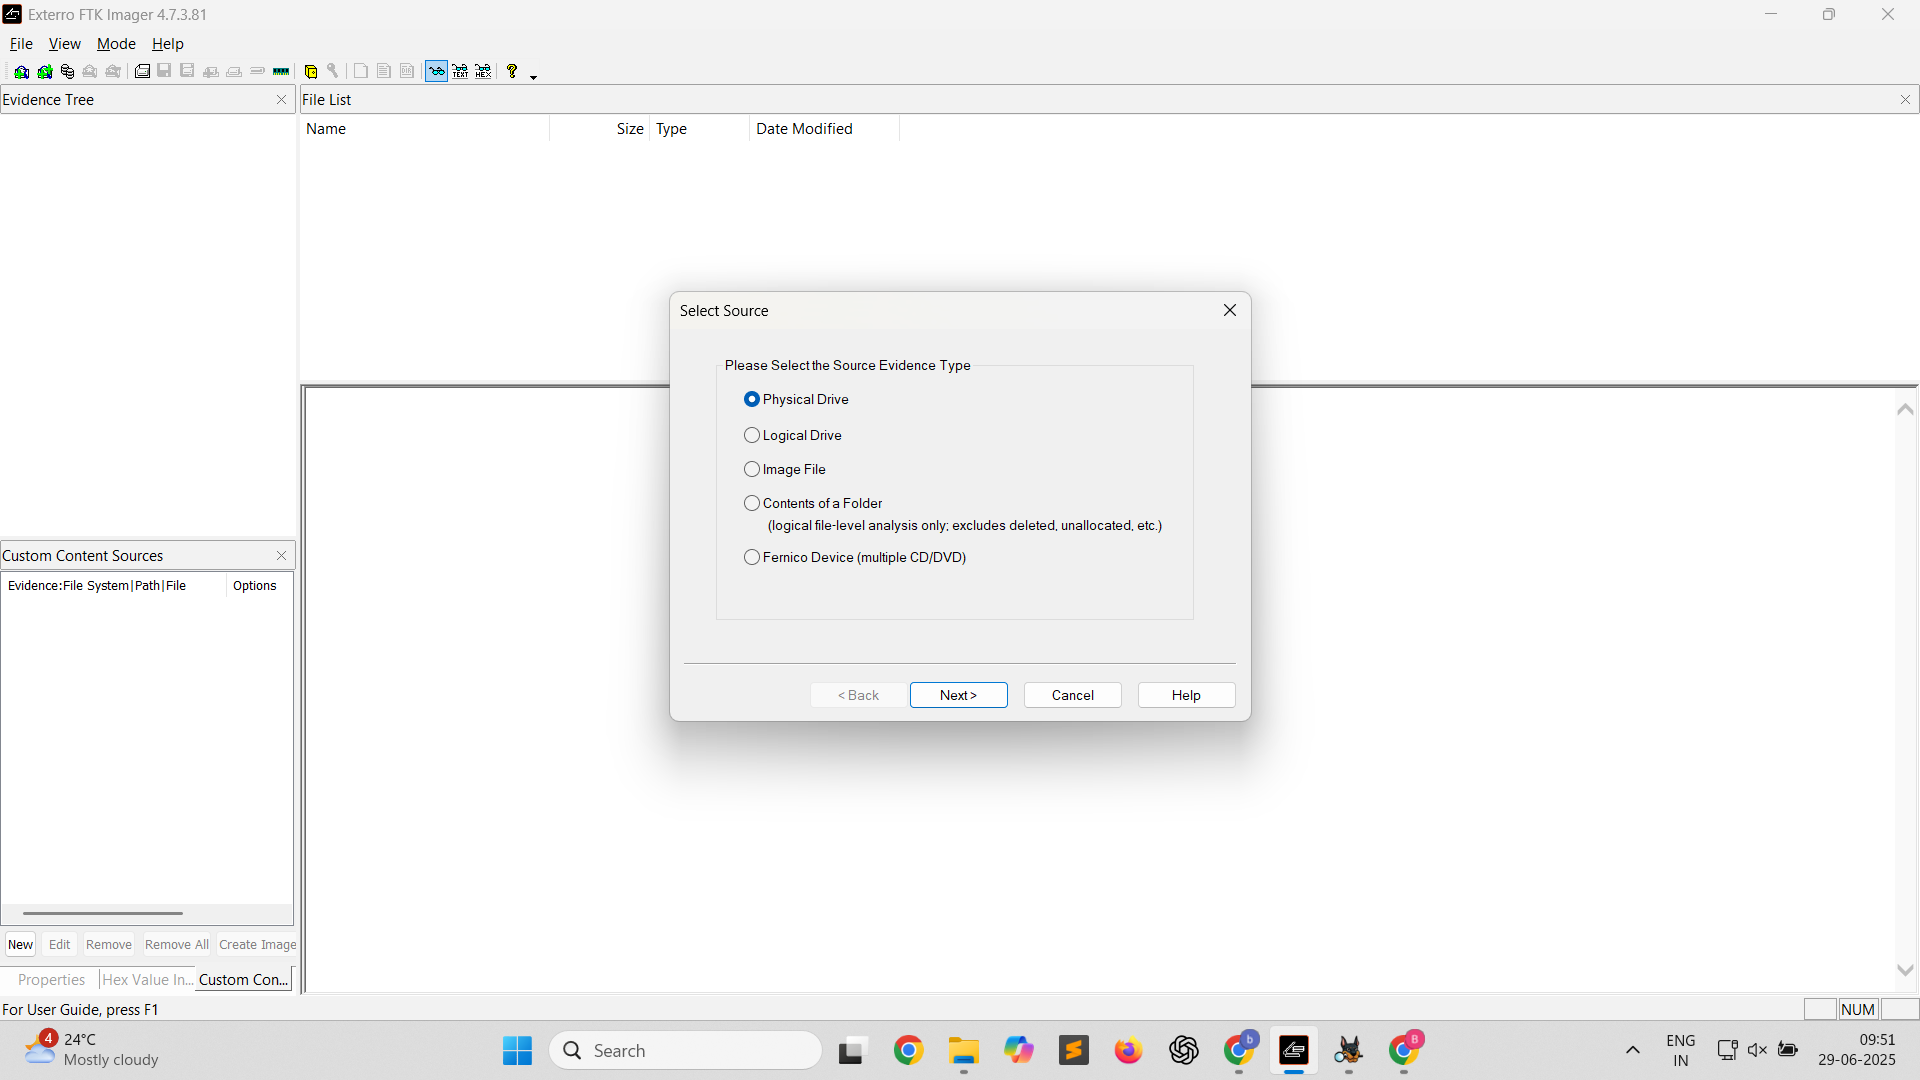 Exterro FTK Imager 4.7.3.81
File View Mode Help
TEXT HEX
Evidence Tree
File List
Name Size Type Date Modified
Select Source
Please Select the Source Evidence Type
Physical Drive
Logical Drive
Image File
Contents of a Folder
(logical file-level analysis only; excludes deleted, unallocated, etc.)
Fernico Device (multiple CD/DVD)
< Back Next > Cancel Help
Custom Content Sources
Evidence:File System|Path|File Options
New Edit Remove Remove All Create Image
Properties Hex Value In... Custom Con...
For User Guide, press F1
NUM
4
24°C
Mostly cloudy
Search
b
B
ENG
IN
09:51
29-06-2025